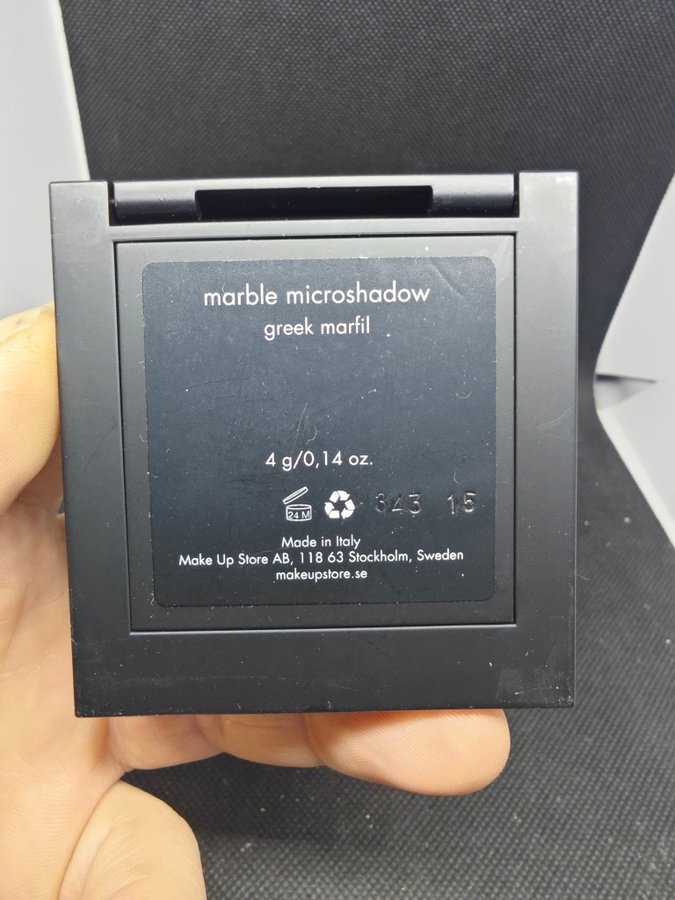 marble microshadow
greek marfil
4 g/0,14 oz.
24 M 343 15
Made in Italy
Make Up Store AB, 118 63 Stockholm, Sweden
makeupstore.se